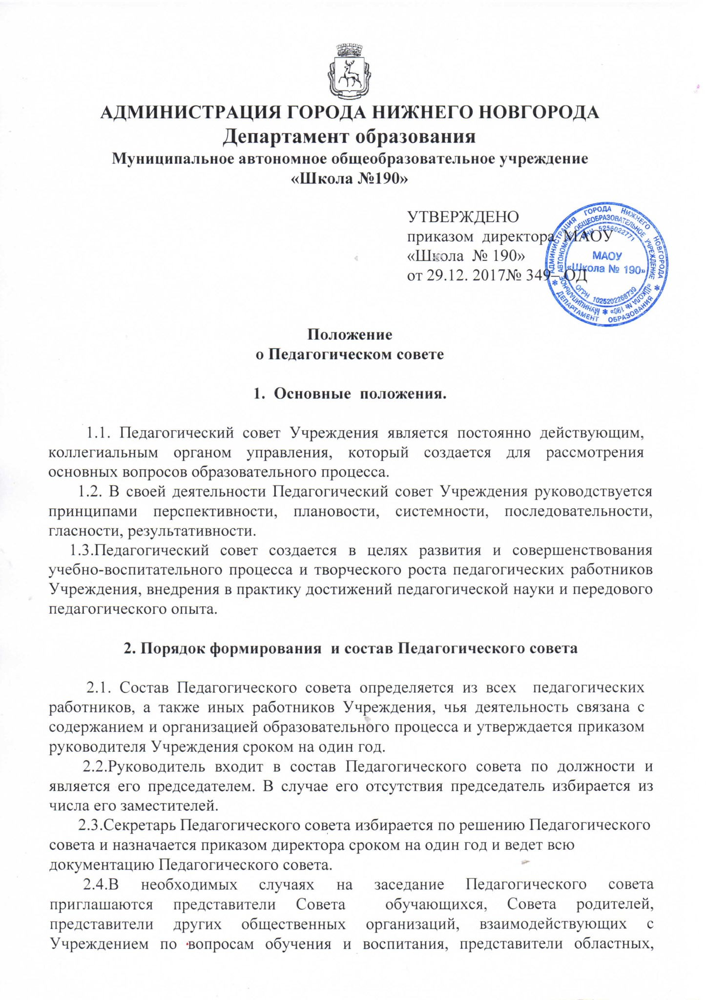 АДМИНИСТРАЦИЯ ГОРОДА НИЖНЕГО НОВГОРОДА
Департамент образования
Муниципальное автономное общеобразовательное учреждение
«Школа №190»
УТВЕРЖДЕНО
приказом директора МАОУ
«Школа № 190»
от 29.12. 2017№ 349– ОД
АДМИНИСТРАЦИЯ ГОРОДА НИЖНЕГО НОВГОРОДА
✻ ДЕПАРТАМЕНТ ОБРАЗОВАНИЯ ✻
МУНИЦИПАЛЬНОЕ АВТОНОМНОЕ ОБЩЕОБРАЗОВАТЕЛЬНОЕ УЧРЕЖДЕНИЕ «ШКОЛА № 190» ✻
ИНН 5256022771
МАОУ
«Школа № 190»
ОГРН 1025202268739
Положение
о Педагогическом совете
1. Основные положения.
1.1. Педагогический совет Учреждения является постоянно действующим,
коллегиальным органом управления, который создается для рассмотрения
основных вопросов образовательного процесса.
1.2. В своей деятельности Педагогический совет Учреждения руководствуется
принципами перспективности, плановости, системности, последовательности,
гласности, результативности.
1.3.Педагогический совет создается в целях развития и совершенствования
учебно-воспитательного процесса и творческого роста педагогических работников
Учреждения, внедрения в практику достижений педагогической науки и передового
педагогического опыта.
2. Порядок формирования и состав Педагогического совета
2.1. Состав Педагогического совета определяется из всех педагогических
работников, а также иных работников Учреждения, чья деятельность связана с
содержанием и организацией образовательного процесса и утверждается приказом
руководителя Учреждения сроком на один год.
2.2.Руководитель входит в состав Педагогического совета по должности и
является его председателем. В случае его отсутствия председатель избирается из
числа его заместителей.
2.3.Секретарь Педагогического совета избирается по решению Педагогического
совета и назначается приказом директора сроком на один год и ведет всю
документацию Педагогического совета.
2.4.В необходимых случаях на заседание Педагогического совета
приглашаются представители Совета обучающихся, Совета родителей,
представители других общественных организаций, взаимодействующих с
Учреждением по вопросам обучения и воспитания, представители областных,